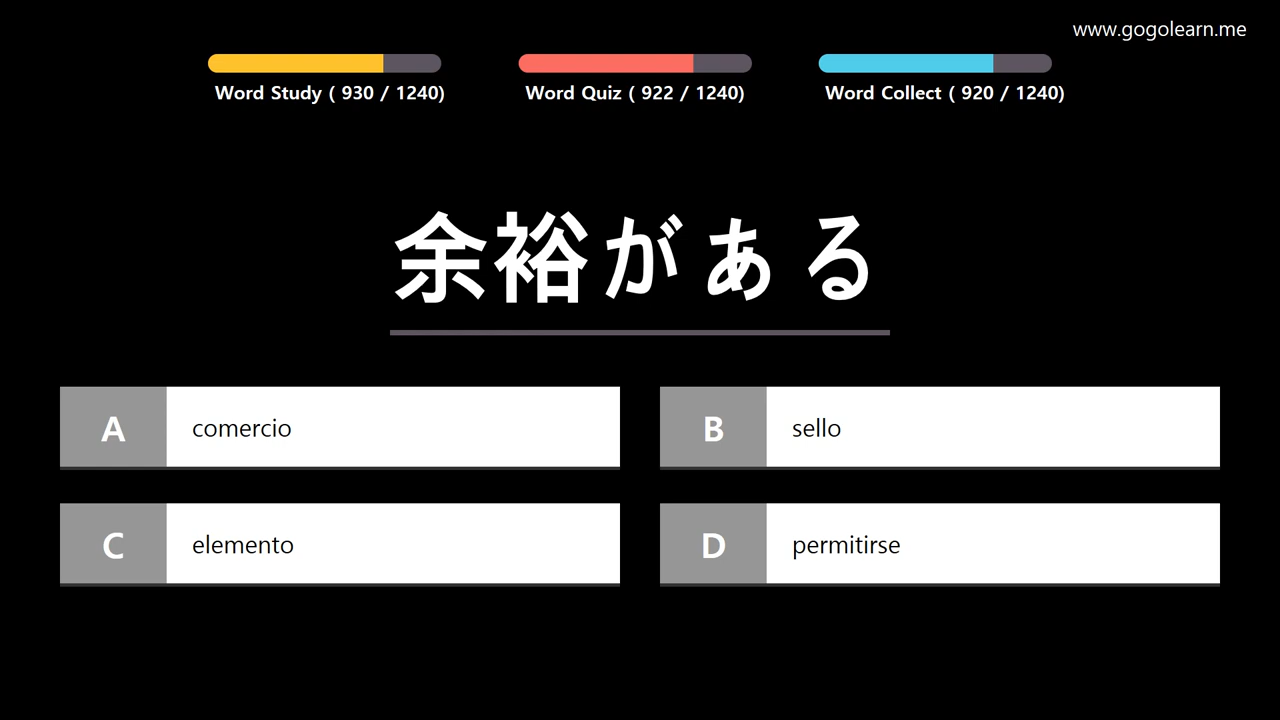 www.gogolearn.me
Word Study ( 930 / 1240)
Word Quiz ( 922 / 1240)
Word Collect ( 920 / 1240)
余裕がある
A comercio
B sello
C elemento
D permitirse